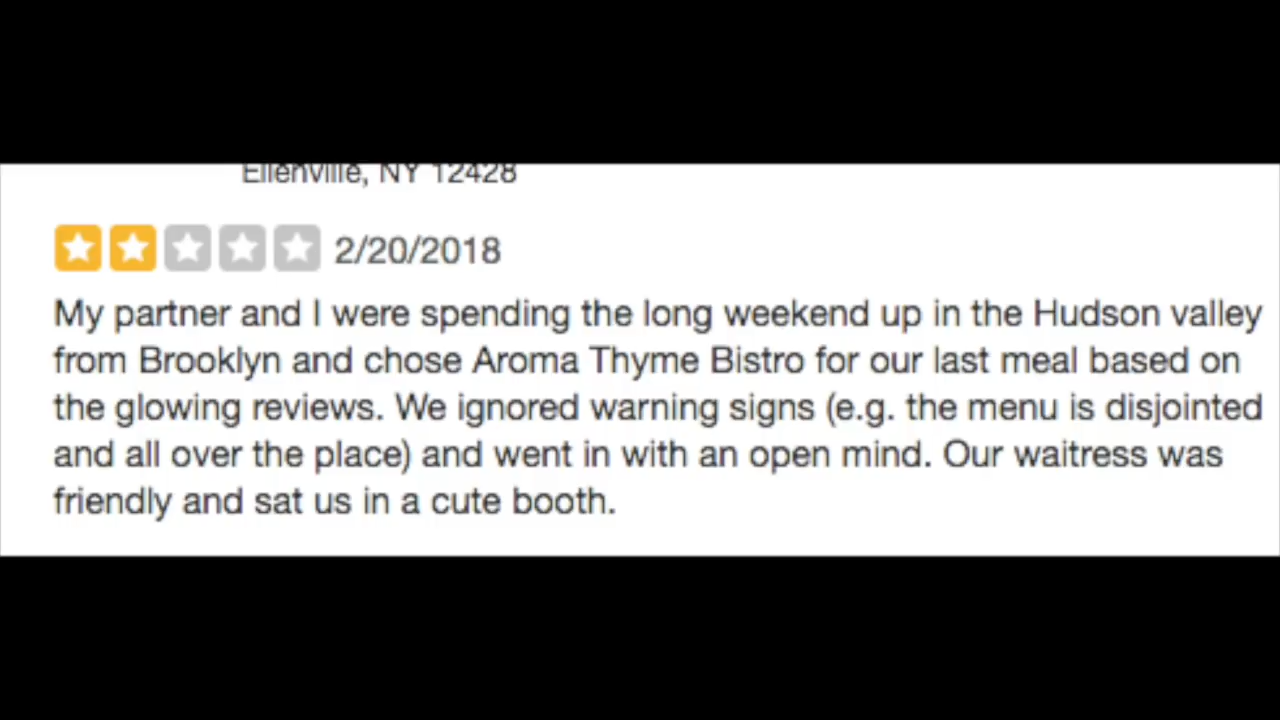 Ellenville, NY 12428
2/20/2018
My partner and I were spending the long weekend up in the Hudson valley
from Brooklyn and chose Aroma Thyme Bistro for our last meal based on
the glowing reviews. We ignored warning signs (e.g. the menu is disjointed
and all over the place) and went in with an open mind. Our waitress was
friendly and sat us in a cute booth.